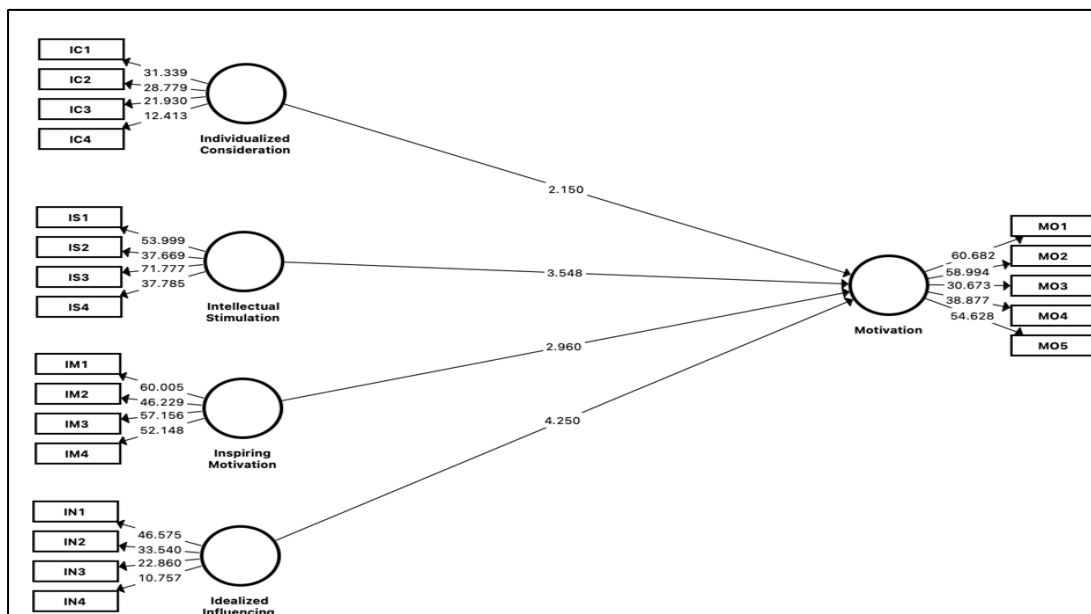 IC1
31.339
IC2
28.779
IC3
21.930
IC4
12.413
Individualized
Consideration
2.150
IS1
53.999
IS2
37.669
IS3
71.777
IS4
37.785
Intellectual
Stimulation
3.548
IM1
60.005
IM2
46.229
IM3
57.156
IM4
52.148
Inspiring
Motivation
2.960
IN1
46.575
IN2
33.540
IN3
22.860
IN4
10.757
Idealized
Influencing
4.250
Motivation
MO1
60.682
MO2
58.994
MO3
30.673
MO4
38.877
MO5
54.628